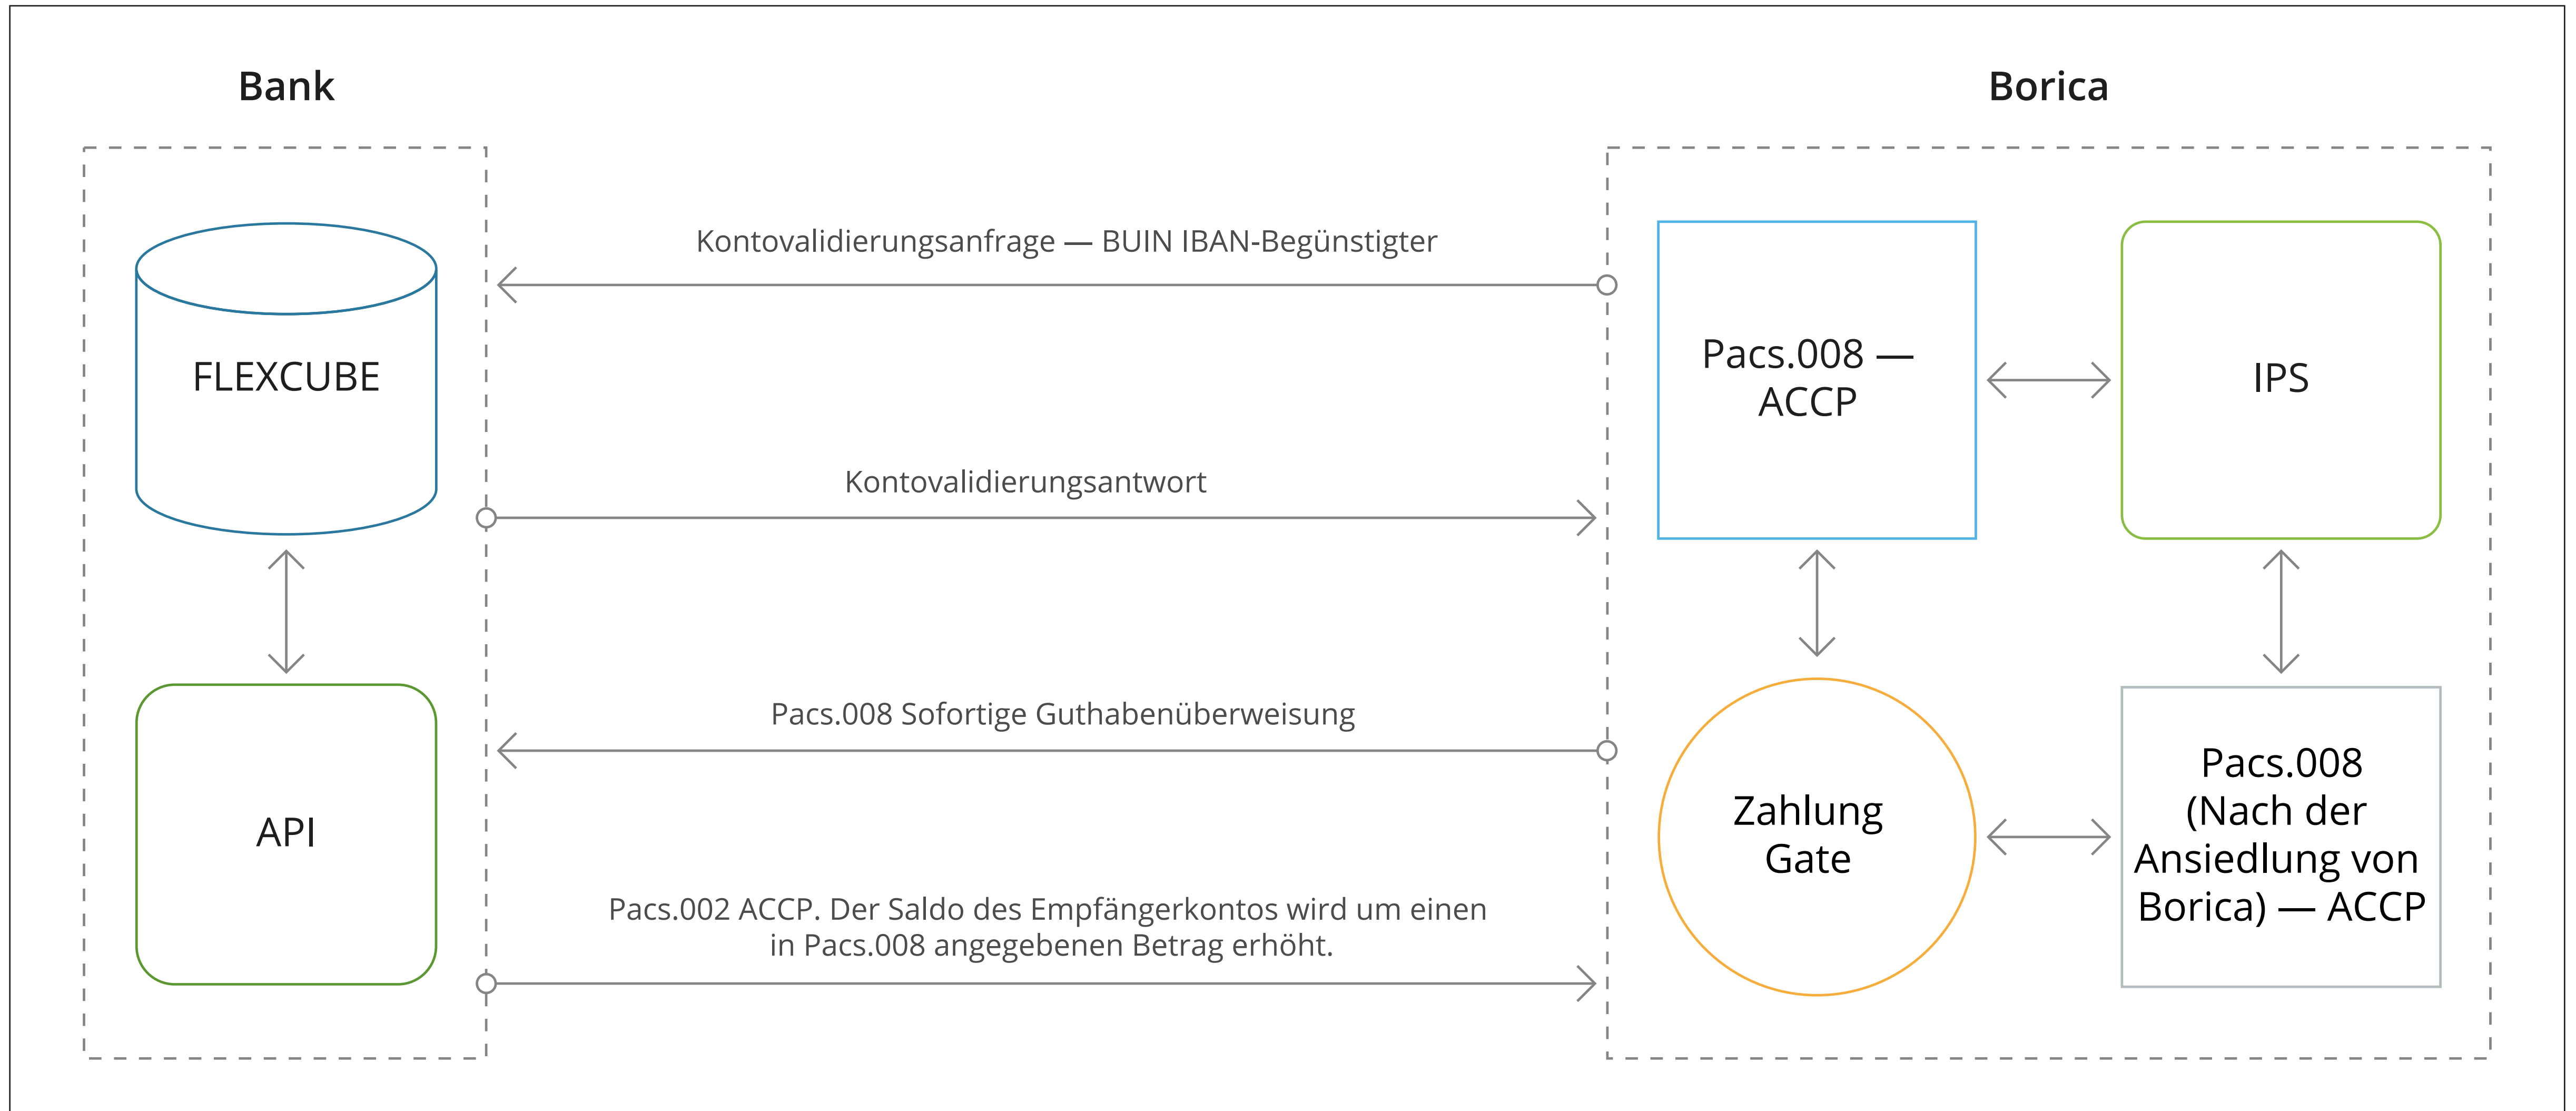 Bank
Borica
Kontovalidierungsanfrage — BUIN IBAN-Begünstigter
FLEXCUBE
Pacs.008 —
ACCP
IPS
Kontovalidierungsantwort
Pacs.008 Sofortige Guthabenüberweisung
API
Zahlung
Gate
Pacs.008
(Nach der
Ansiedlung von
Borica) — ACCP
Pacs.002 ACCP. Der Saldo des Empfängerkontos wird um einen
in Pacs.008 angegebenen Betrag erhöht.